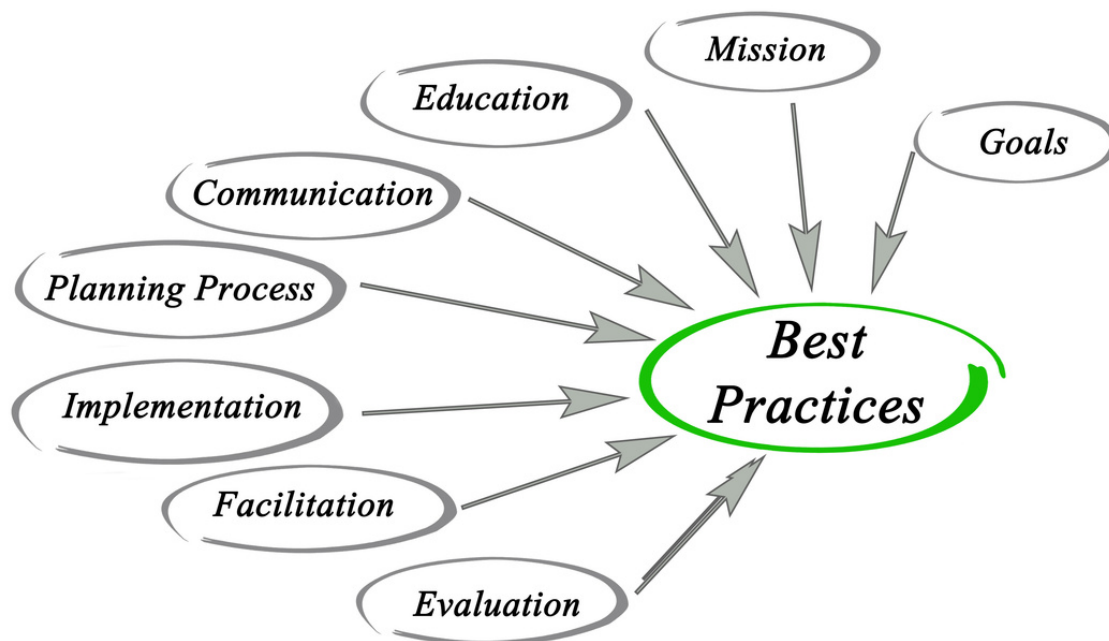 Mission
Education
Goals
Communication
Planning Process
Best
Practices
Implementation
Facilitation
Evaluation